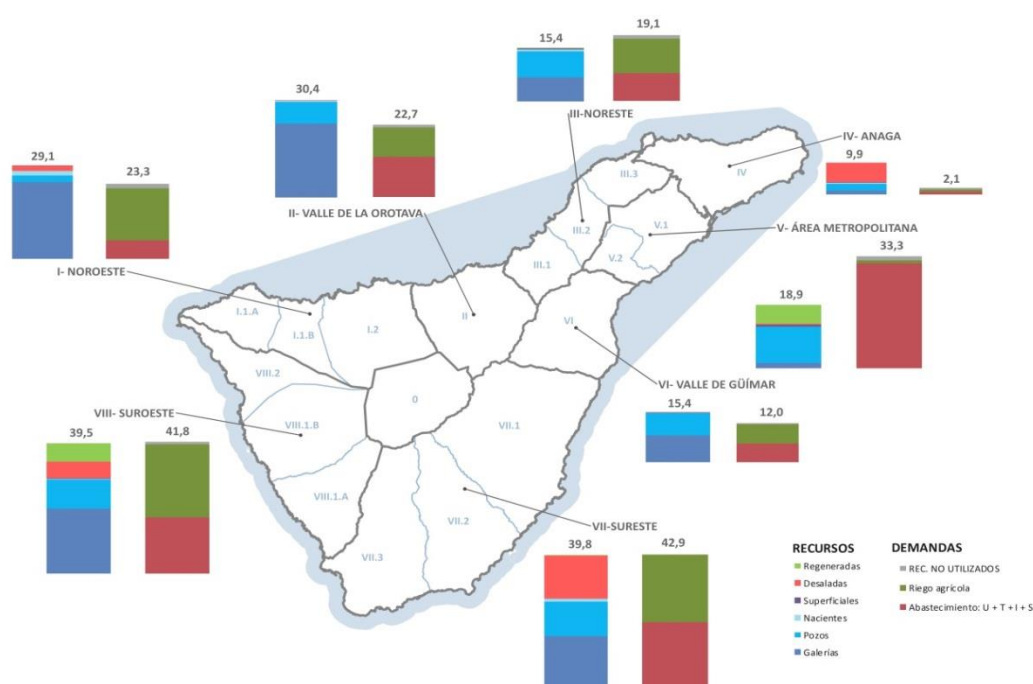 15,4
19,1
30,4
22,7
III-NORESTE
IV- ANAGA
9,9
2,1
29,1
23,3
III.3
IV
II- VALLE DE LA OROTAVA
III.2
V.1
V- ÁREA METROPOLITANA
33,3
III.1
V.2
I- NOROESTE
18,9
I.1.A
I.1.B
I.2
II
VI
VIII.2
VI- VALLE DE GÜÍMAR
0
VIII- SUROESTE
VIII.1.B
VII.1
15,4
12,0
39,5
41,8
VIII.1.A
VII.2
VII-SURESTE
VII.3
39,8
42,9
RECURSOS
Regeneradas
Desaladas
Superficiales
Nacientes
Pozos
Galerías
DEMANDAS
REC. NO UTILIZADOS
Riego agrícola
Abastecimiento: U + T + I + S